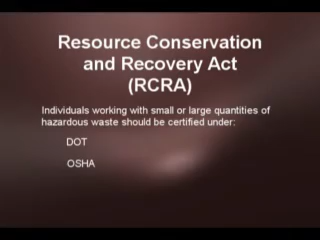 Resource Conservation
and Recovery Act
(RCRA)
Individuals working with small or large quantities of
hazardous waste should be certified under:
DOT
OSHA